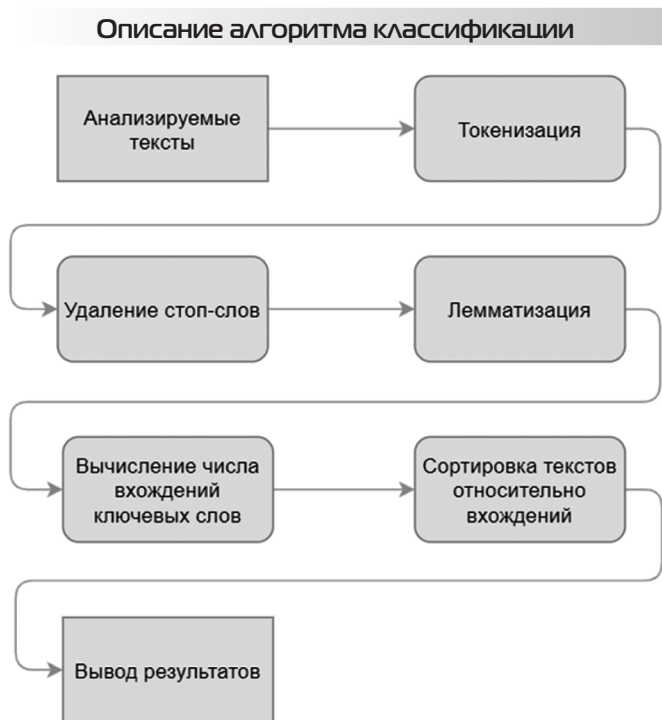 Описание алгоритма классификации
Анализируемые
тексты
Токенизация
Удаление стоп-слов
Лемматизация
Вычисление числа
вхождений
ключевых слов
Сортировка текстов
относительно
вхождений
Вывод результатов